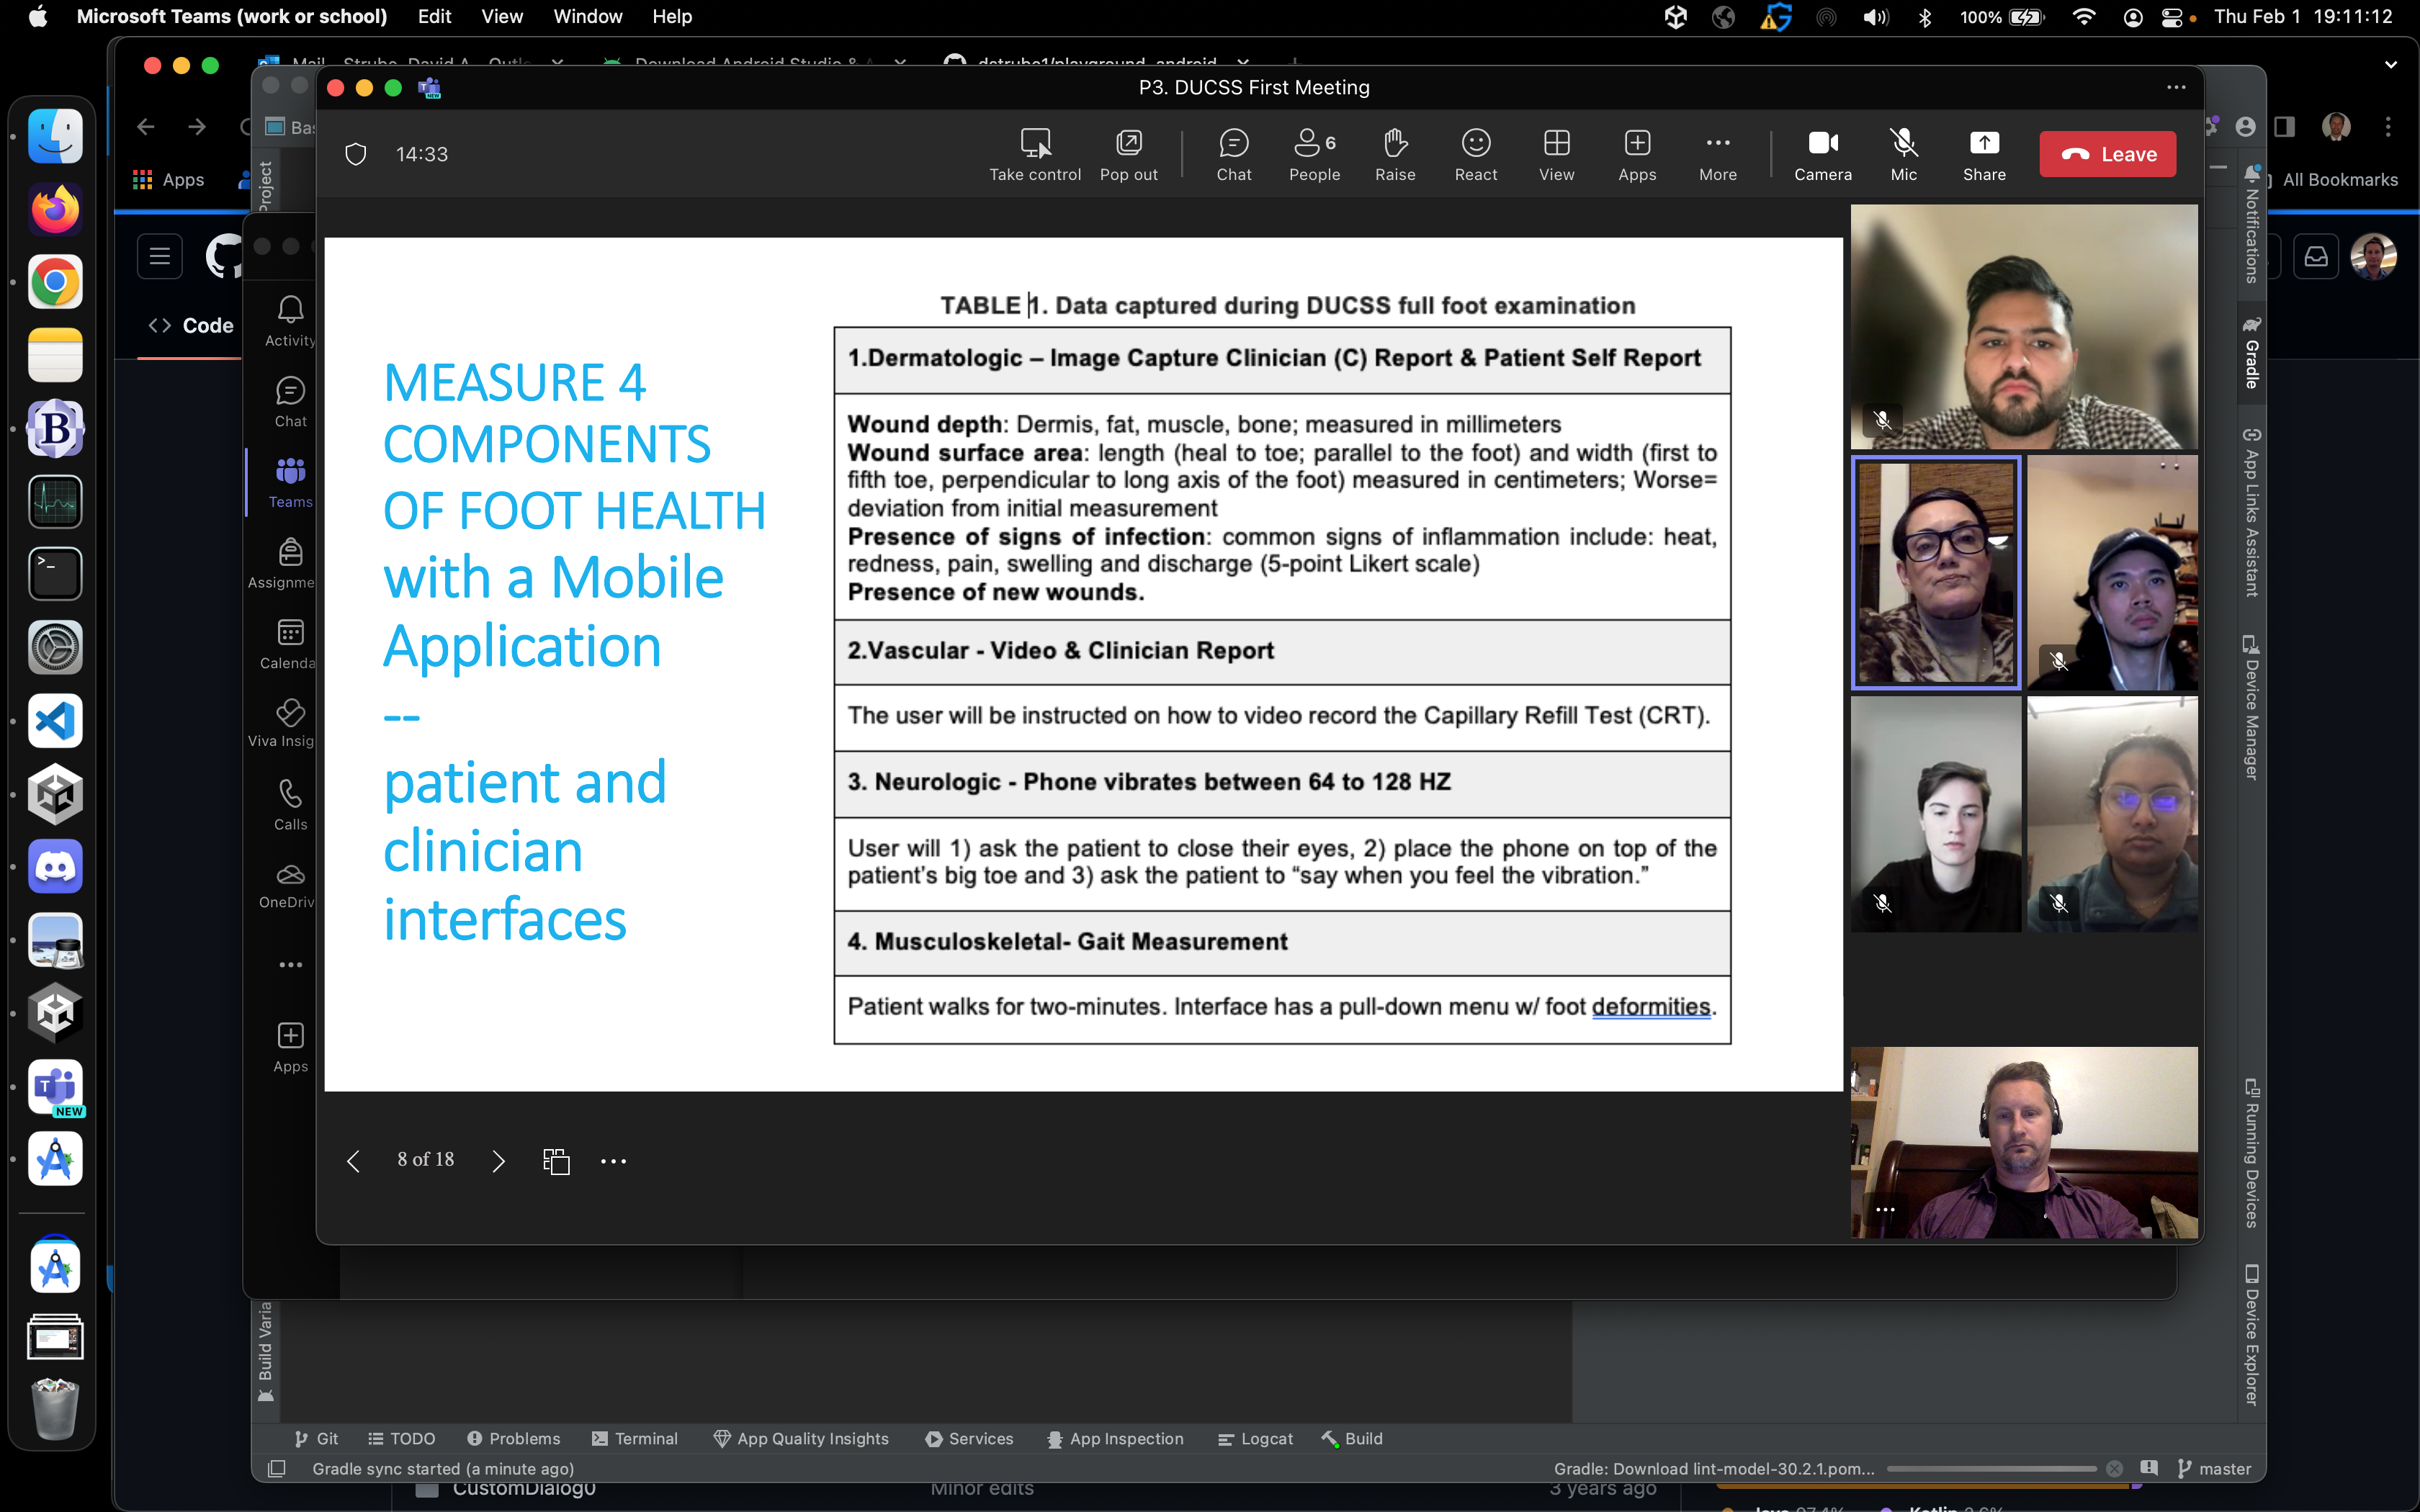 Microsoft Teams (work or school) Edit View Window Help
100% Thu Feb 1 19:11:12
Mail Strube, David A
Download Android Studio &
dstrube1/playground_android
P3. DUCSS First Meeting
Apps
All Bookmarks
Project
14:33
Take control Pop out Chat People 6 Raise React View Apps More Camera Mic Share Leave
Code
Activity
Chat
Teams
Assignme
Calenda
Viva Insig
Calls
OneDriv
Apps
MEASURE 4
COMPONENTS
OF FOOT HEALTH
with a Mobile
Application
--
patient and
clinician
interfaces
TABLE 1. Data captured during DUCSS full foot examination
1.Dermatologic – Image Capture Clinician (C) Report & Patient Self Report
Wound depth: Dermis, fat, muscle, bone; measured in millimeters
Wound surface area: length (heal to toe; parallel to the foot) and width (first to
fifth toe, perpendicular to long axis of the foot) measured in centimeters; Worse=
deviation from initial measurement
Presence of signs of infection: common signs of inflammation include: heat,
redness, pain, swelling and discharge (5-point Likert scale)
Presence of new wounds.
2.Vascular - Video & Clinician Report
The user will be instructed on how to video record the Capillary Refill Test (CRT).
3. Neurologic - Phone vibrates between 64 to 128 HZ
User will 1) ask the patient to close their eyes, 2) place the phone on top of the
patient's big toe and 3) ask the patient to “say when you feel the vibration.”
4. Musculoskeletal- Gait Measurement
Patient walks for two-minutes. Interface has a pull-down menu w/ foot deformities.
8 of 18
Notifications
Gradle
App Links Assistant
Device Manager
Running Devices
Device Explorer
NEW
Build Varia
Git TODO Problems Terminal App Quality Insights Services App Inspection Logcat Build
Gradle sync started (a minute ago)
Gradle: Download lint-model-30.2.1.pom... master
CustomDialog0 Minor edits 3 years ago